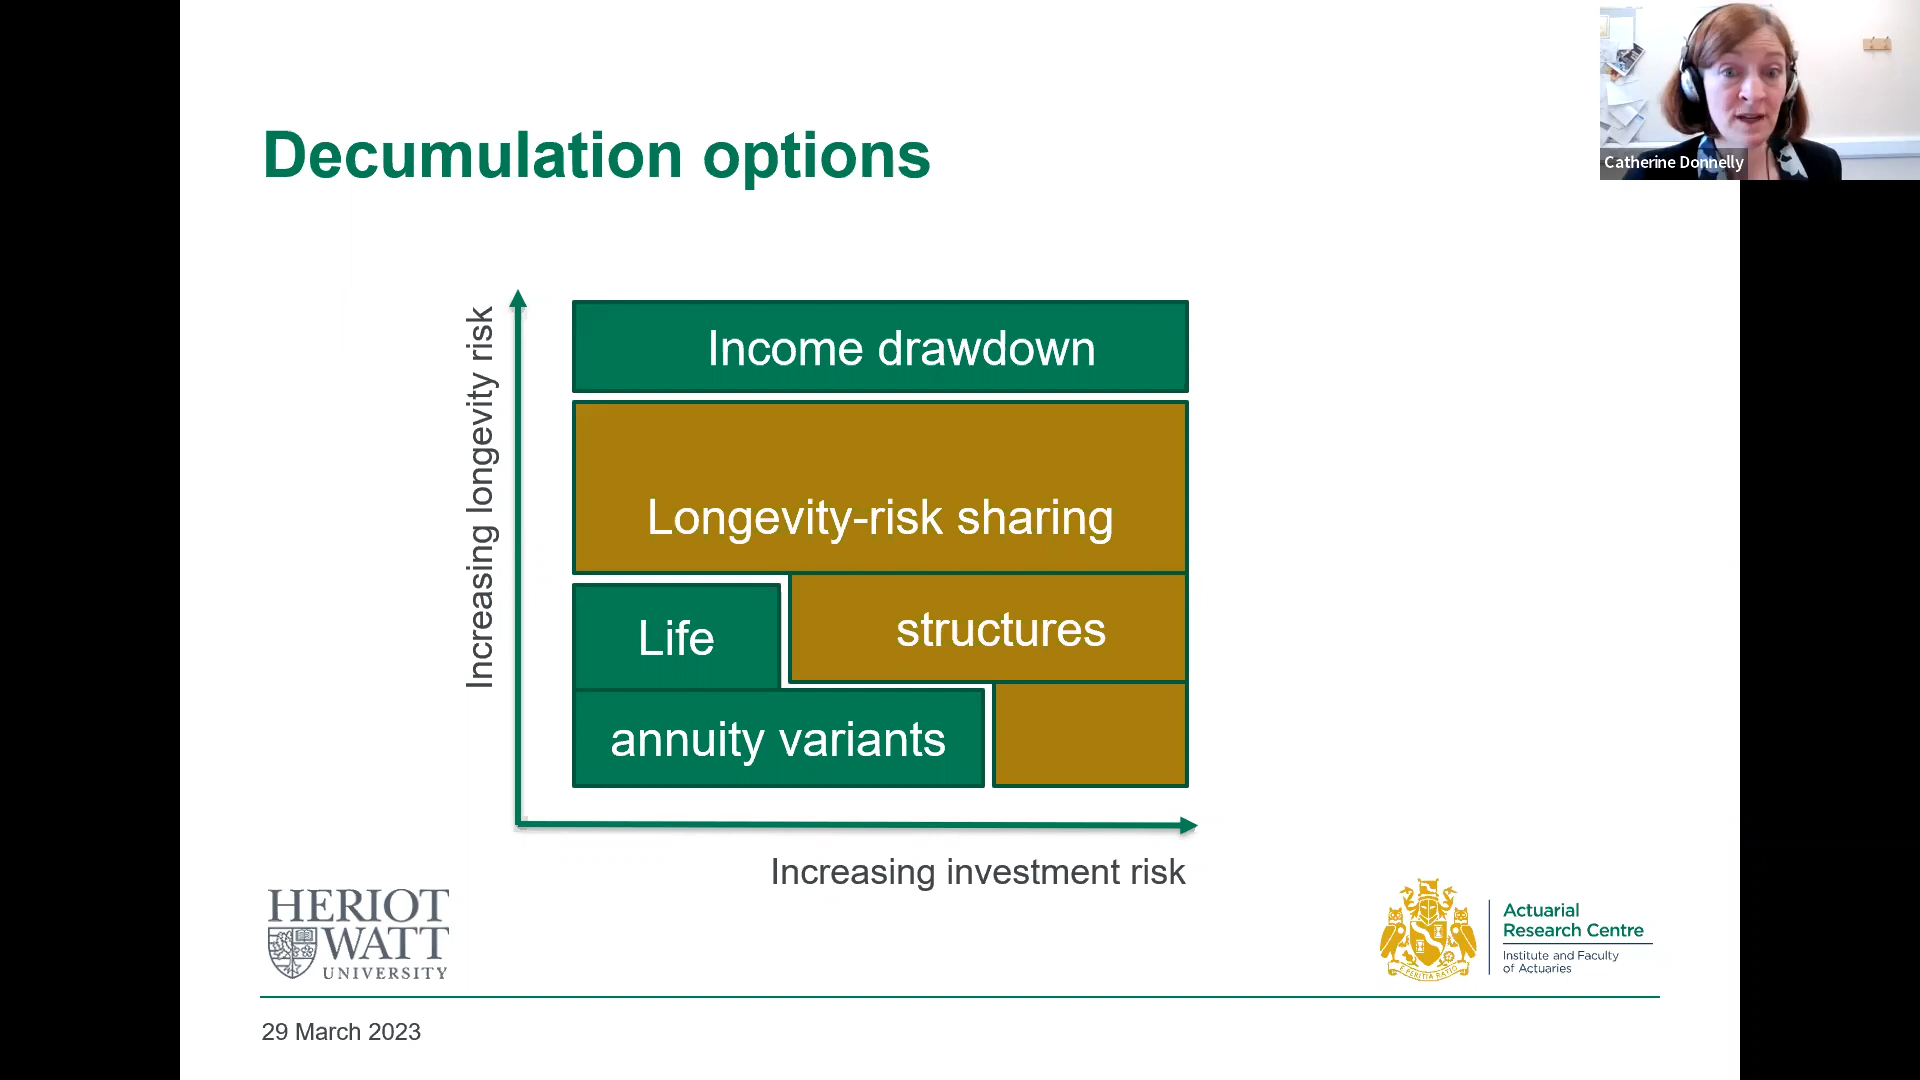 Decumulation options
Catherine Donnelly
Increasing longevity risk
Income drawdown
Longevity-risk sharing
structures
Life
annuity variants
Increasing investment risk
HERIOT
WATT
UNIVERSITY
Actuarial
Research Centre
Institute and Faculty
of Actuaries
29 March 2023